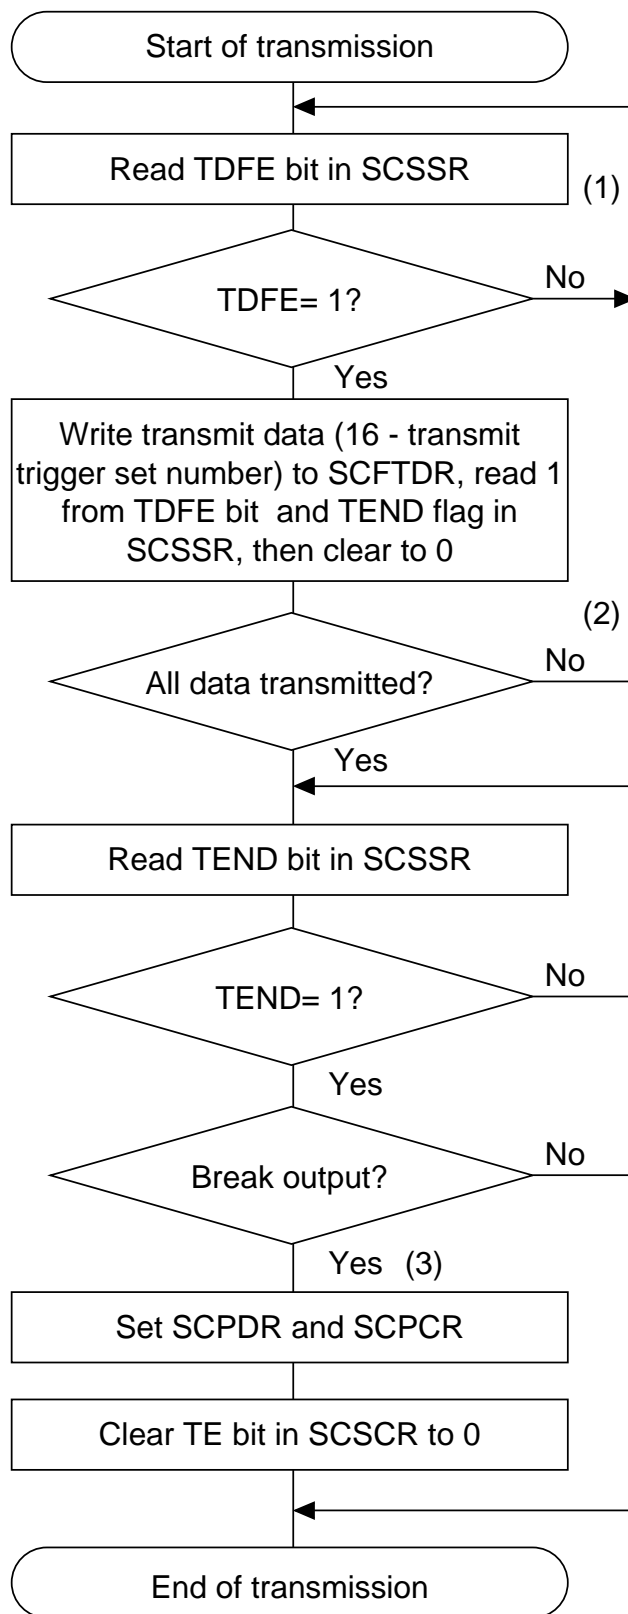 Start of transmission
Read TDFE bit in SCSSR
(1)
TDFE= 1?
No
Yes
Write transmit data (16 - transmit
trigger set number) to SCFTDR, read 1
from TDFE bit and TEND flag in
SCSSR, then clear to 0
(2)
All data transmitted?
No
Yes
Read TEND bit in SCSSR
TEND= 1?
No
Yes
Break output?
No
Yes (3)
Set SCPDR and SCPCR
Clear TE bit in SCSCR to 0
End of transmission